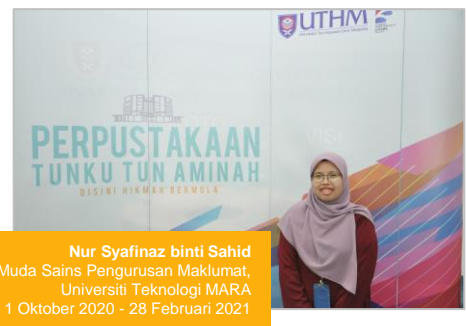 UTHM
PERPUSTAKAAN
TUNKU TUN AMINAH
DISINI HIKMAH BERMULA
Nur Syafinaz binti Sahid
Muda Sains Pengurusan Maklumat,
Universiti Teknologi MARA
1 Oktober 2020 - 28 Februari 2021